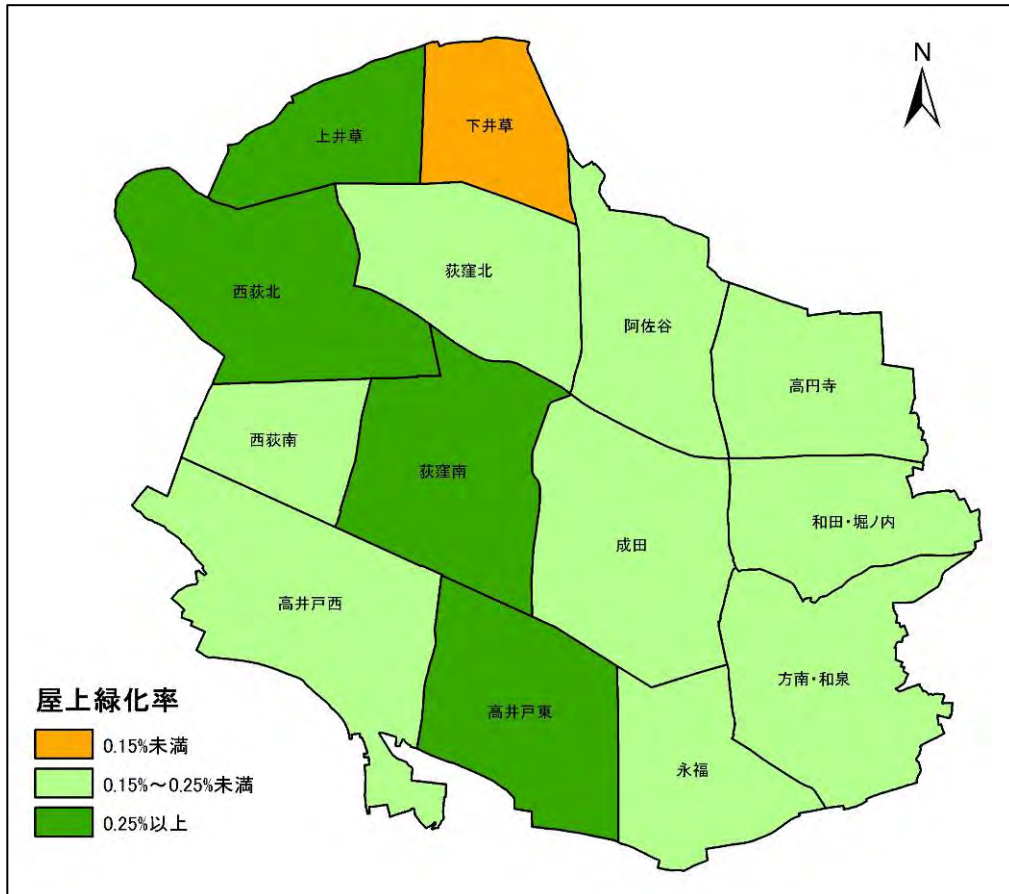 N
上井草
下井草
荻窪北
西荻北
阿佐谷
高円寺
西荻南
荻窪南
和田・堀ノ内
成田
高井戸西
方南・和泉
高井戸東
永福
屋上緑化率
0.15%未満
0.15%～0.25%未満
0.25%以上